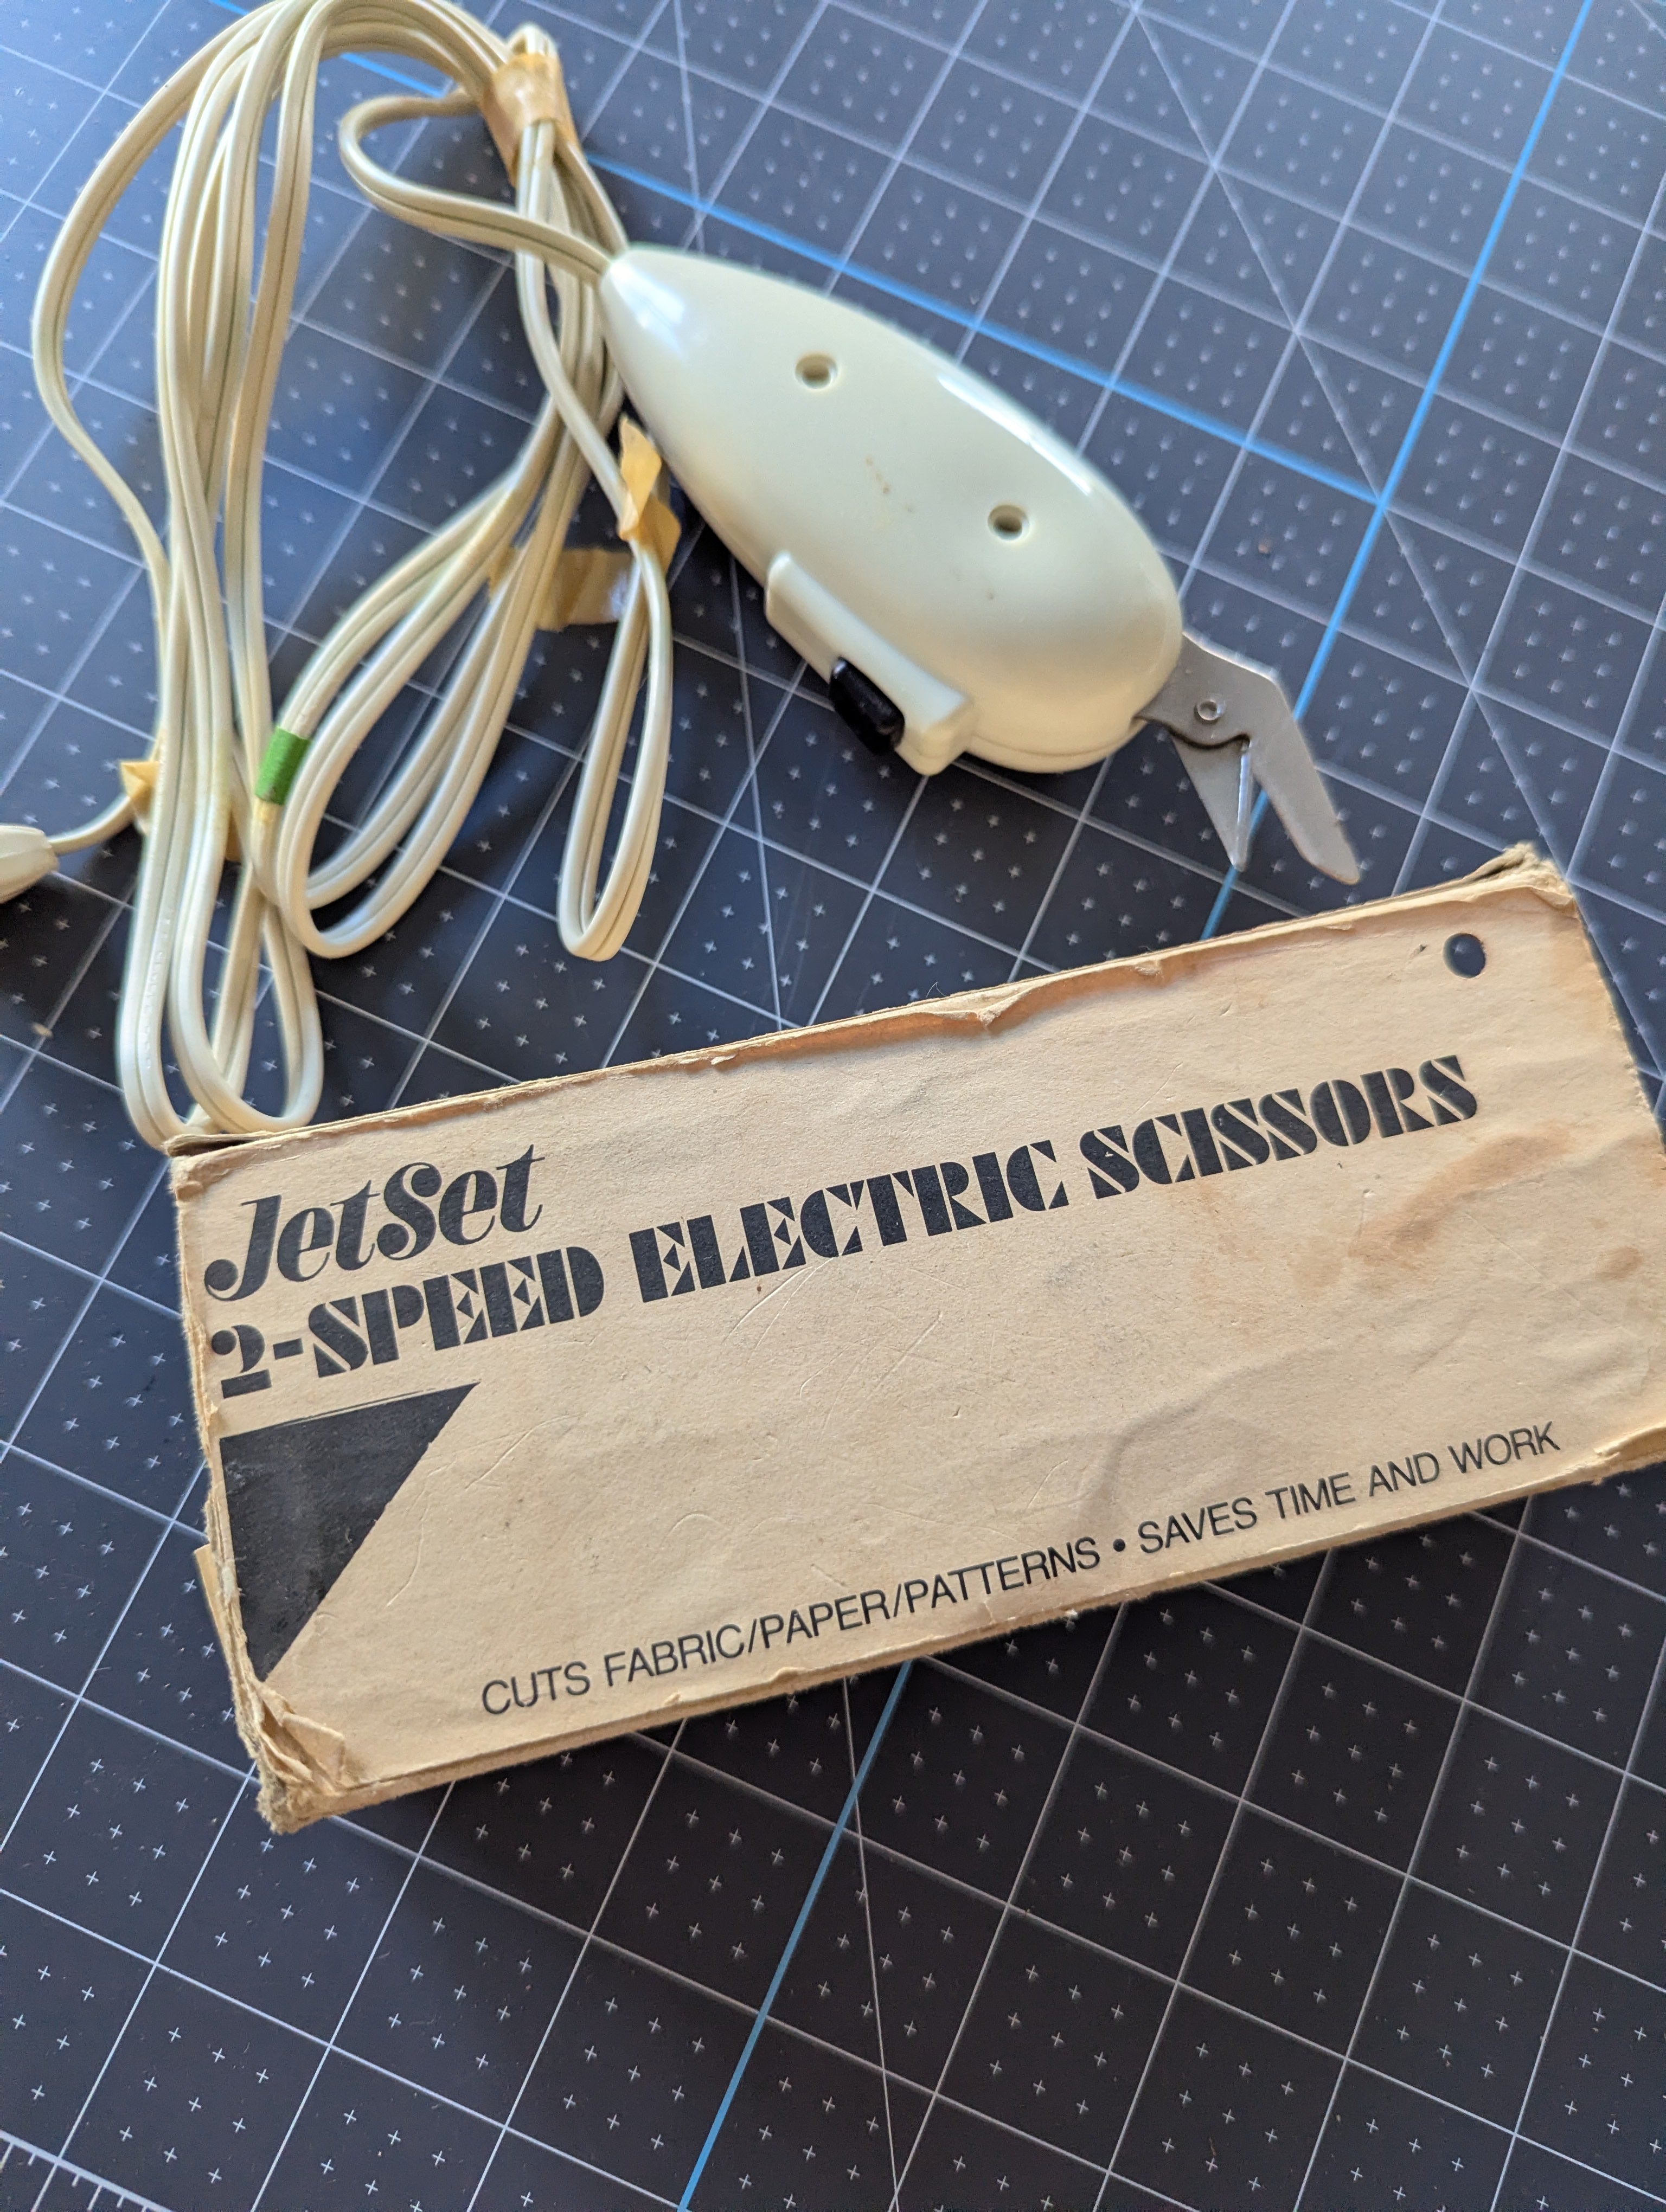 JetSet
2-SPEED ELECTRIC SCISSORS
CUTS FABRIC/PAPER/PATTERNS • SAVES TIME AND WORK